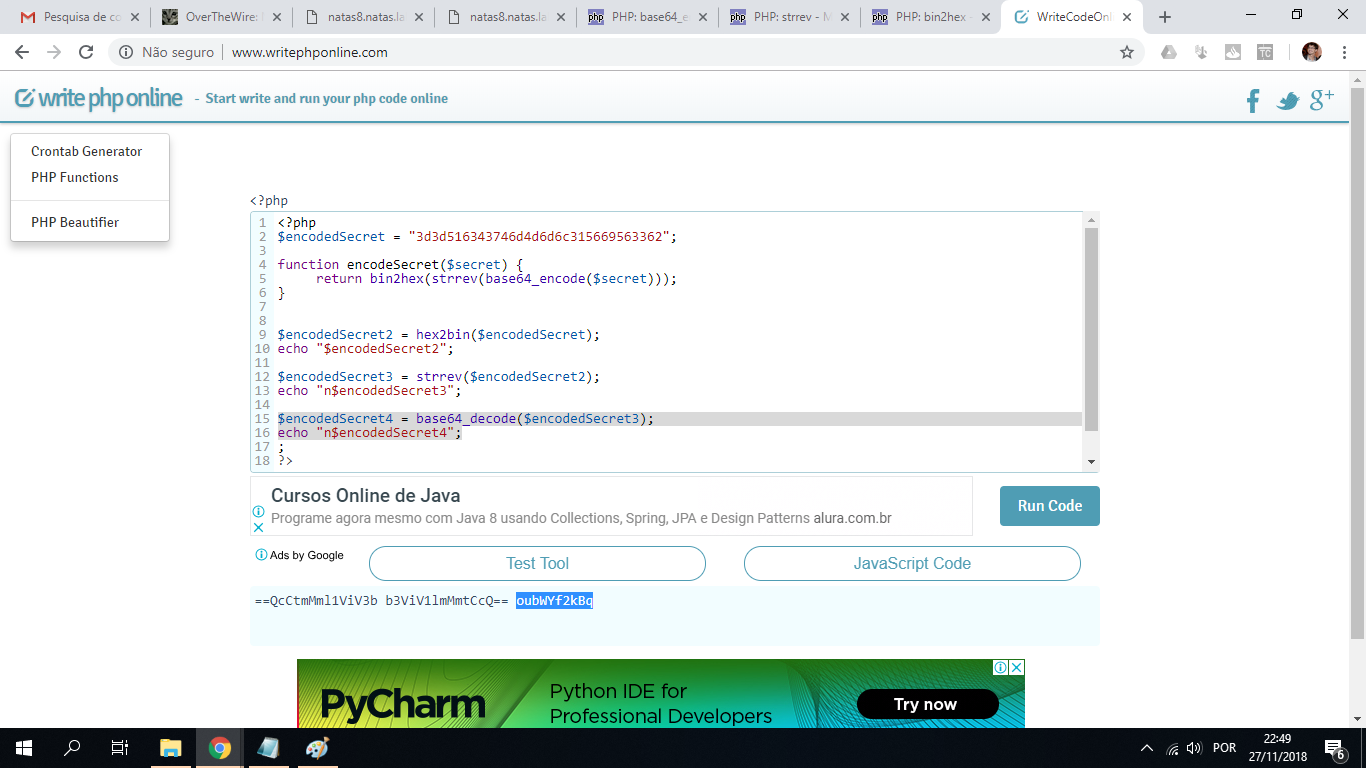 Pesquisa de co
OverTheWire:
natas8.natas.la
natas8.natas.la
PHP: base64_e
PHP: strrev - M
PHP: bin2hex -
WriteCodeOnl
Não seguro
www.writephponline.com
write php online - Start write and run your php code online
Crontab Generator
PHP Functions
PHP Beautifier
<?php
1 <?php
2 $encodedSecret = "3d3d516343746d4d6d6c315669563362";
3
4 function encodeSecret($secret) {
5 return bin2hex(strrev(base64_encode($secret)));
6 }
7
8
9 $encodedSecret2 = hex2bin($encodedSecret);
10 echo "$encodedSecret2";
11
12 $encodedSecret3 = strrev($encodedSecret2);
13 echo "n$encodedSecret3";
14
15 $encodedSecret4 = base64_decode($encodedSecret3);
16 echo "n$encodedSecret4";
17 ;
18 ?>
Cursos Online de Java
Programe agora mesmo com Java 8 usando Collections, Spring, JPA e Design Patterns alura.com.br
Run Code
Ads by Google
Test Tool
JavaScript Code
==QcCtmMml1ViV3b b3ViV1lmMmtCcQ== oubWYf2kBq
PyCharm
Python IDE for
Professional Developers
Try now
POR
22:49
27/11/2018
6